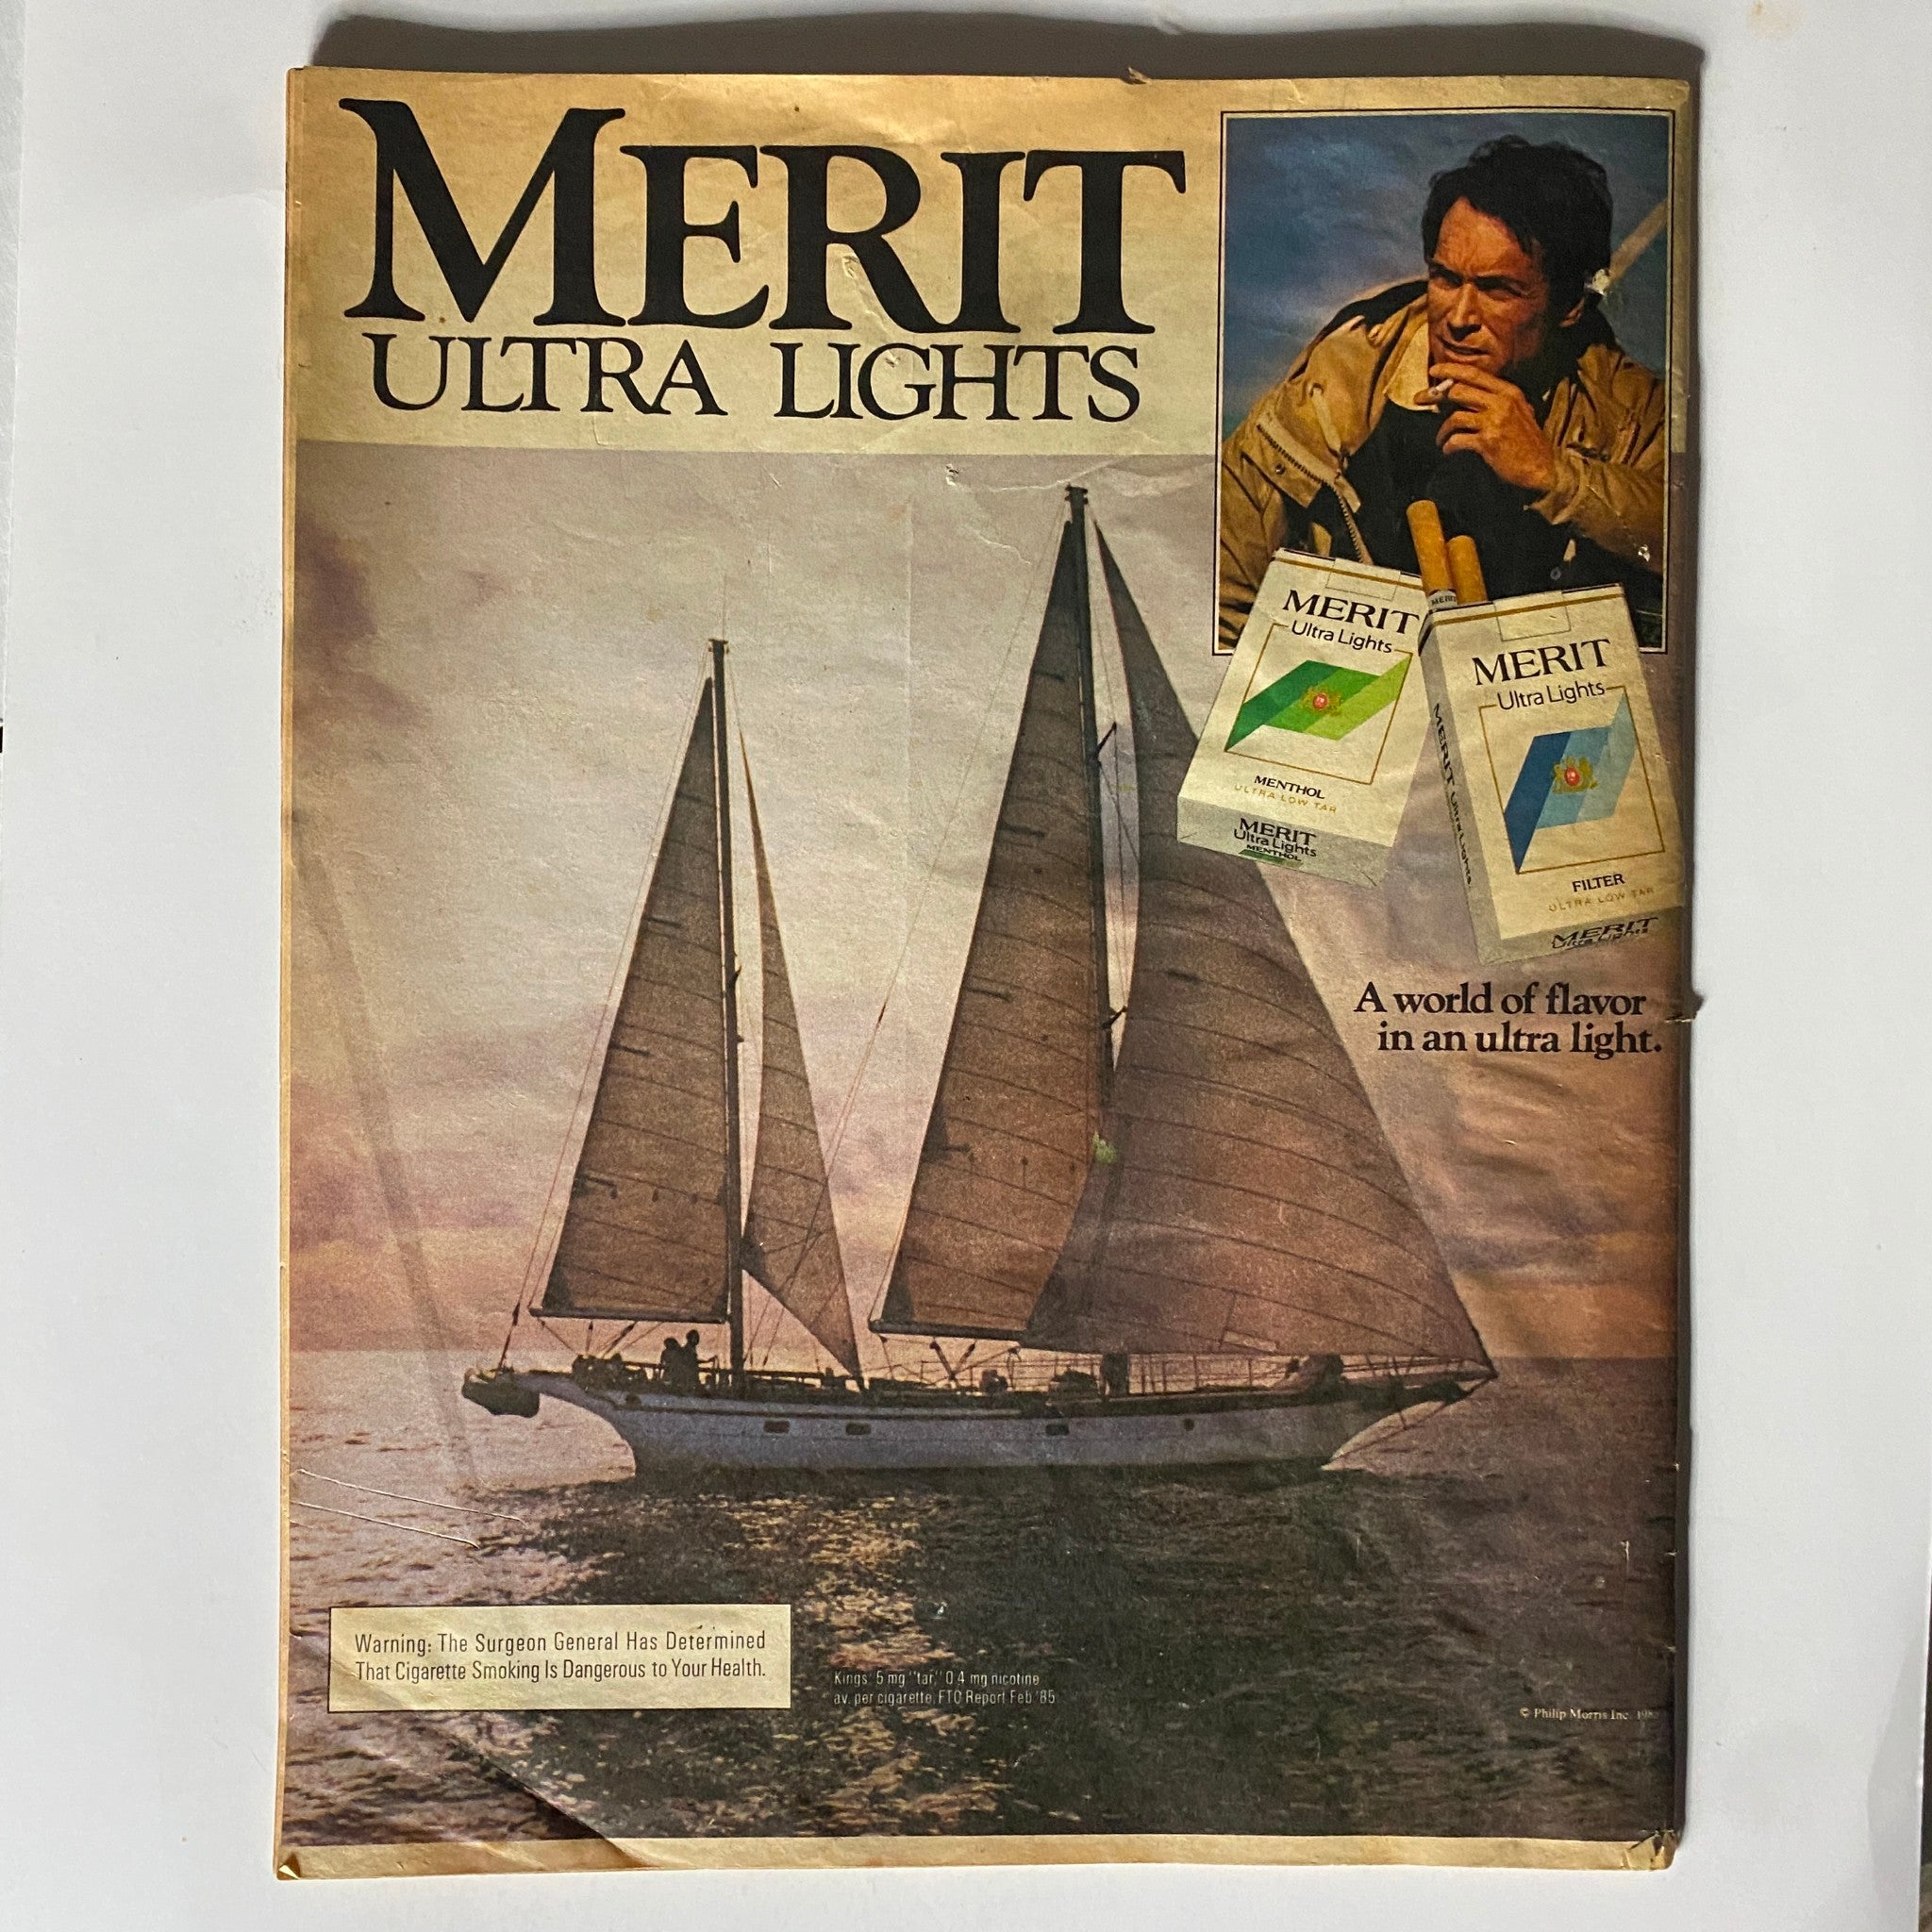 MERIT
ULTRA LIGHTS
MERIT
MERIT
Ultra Lights
MENTHOL
ULTRA LOW TAR
MERIT
Ultra Lights
MENTHOL
MERIT
Ultra Lights
FILTER
ULTRA LOW TAR
MERIT
Ultra Lights
MERIT Ultra Lights
A world of flavor
in an ultra light.
Warning: The Surgeon General Has Determined
That Cigarette Smoking Is Dangerous to Your Health.
Kings: 5 mg "tar," 0.4 mg nicotine
av. per cigarette, FTC Report Feb '85
© Philip Morris Inc.